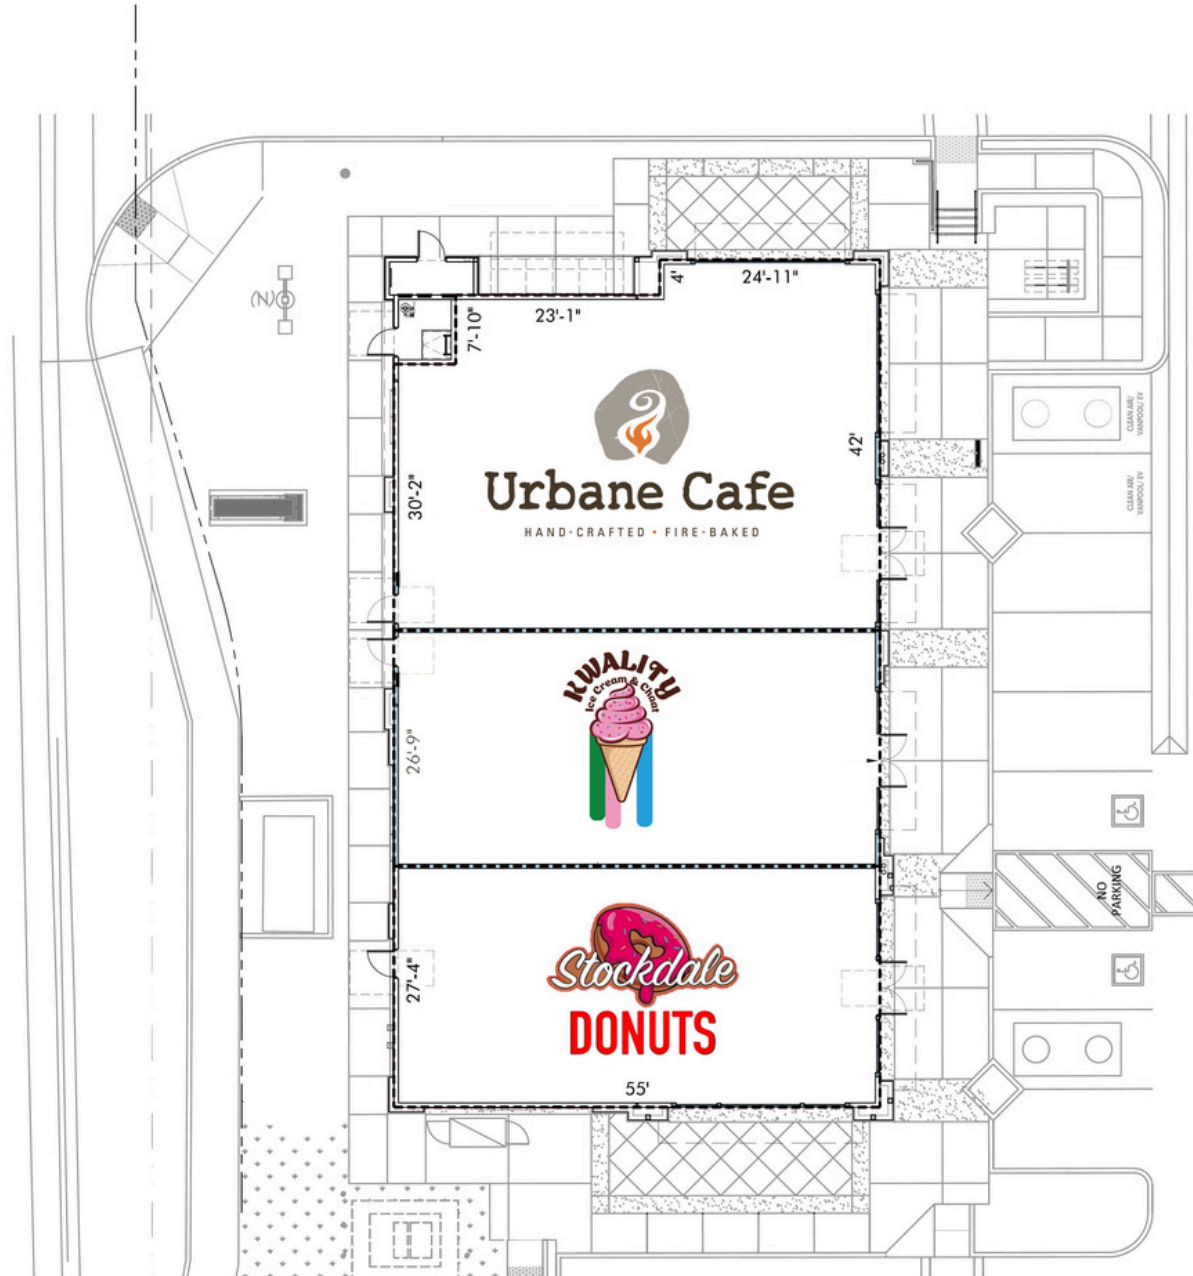 4'
24'-11"
(N)
23'-1"
7'-10"
CLEAN AIR/
VANPOOL/ EV
42'
Urbane Cafe
30'-2"
HAND-CRAFTED • FIRE-BAKED
CLEAN AIR/
VANPOOL/ EV
KWALITY
Ice Cream & Chaat
26'-9"
NO
PARKING
Stockdale
DONUTS
27'-4"
55'